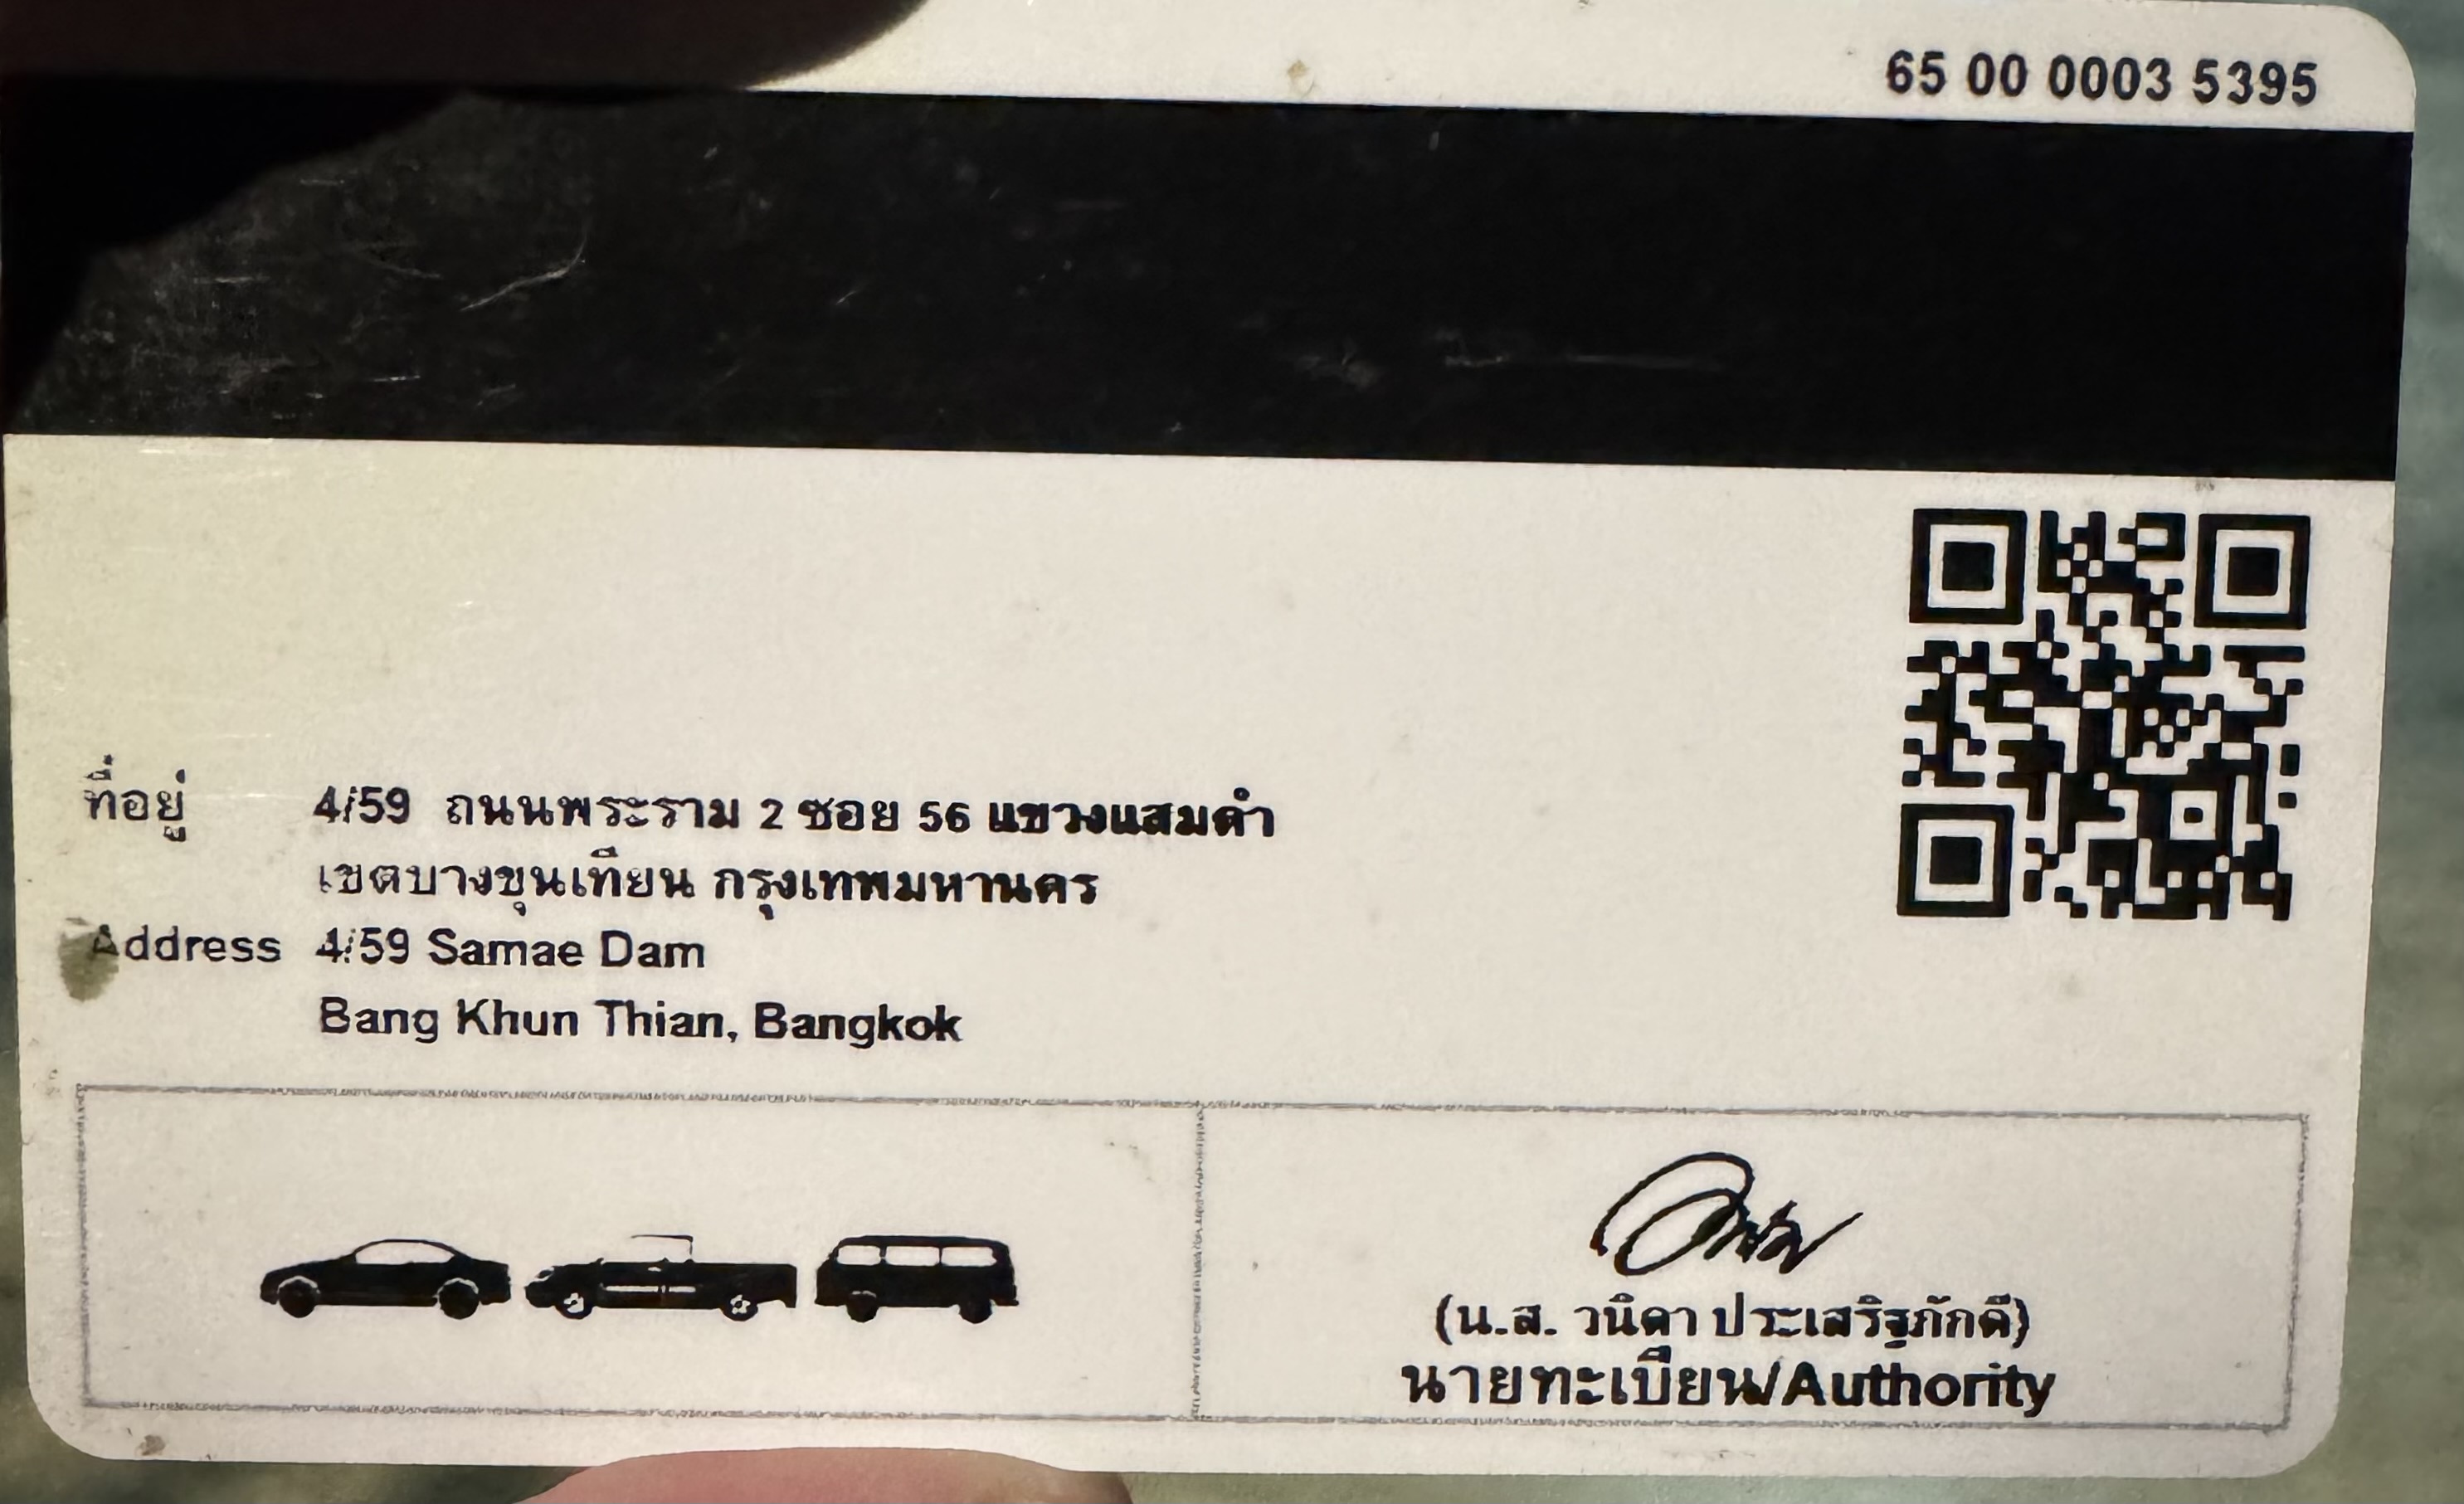 65 00 0003 5395
ที่อยู่ 4/59 ถนนพระราม 2 ซอย 56 แขวงแสมดำ
เขตบางขุนเทียน กรุงเทพมหานคร
Address 4/59 Samae Dam
Bang Khun Thian, Bangkok
(น.ส. วนิดา ประเสริฐภักดี)
นายทะเบียน/Authority